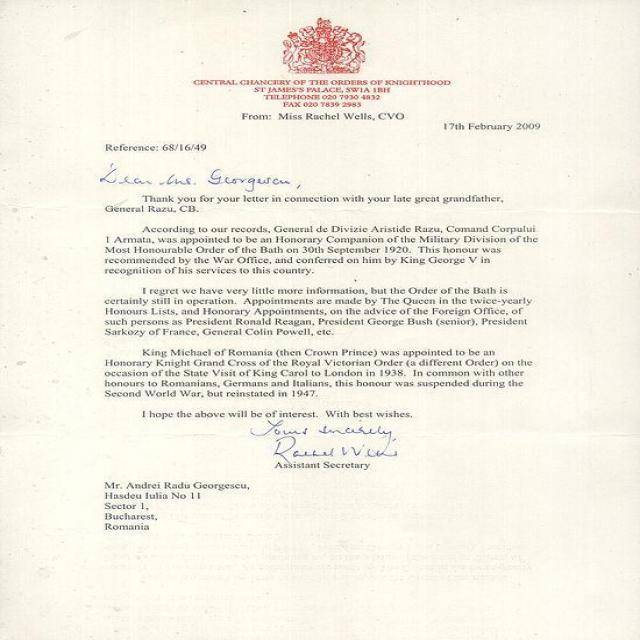 CENTRAL CHANCERY OF THE ORDERS OF KNIGHTHOOD
ST JAMES'S PALACE, SW1A 1BH
TELEPHONE 020 7930 4832
FAX 020 7839 2983
From: Miss Rachel Wells, CVO
17th February 2009
Reference: 68/16/49
Dear Mr. Georgescu,
Thank you for your letter in connection with your late great grandfather,
General Razu, CB.
According to our records, General de Divizie Aristide Razu, Comand Corpului
1 Armata, was appointed to be an Honorary Companion of the Military Division of the
Most Honourable Order of the Bath on 30th September 1920. This honour was
recommended by the War Office, and conferred on him by King George V in
recognition of his services to this country.
I regret we have very little more information, but the Order of the Bath is
certainly still in operation. Appointments are made by The Queen in the twice-yearly
Honours Lists, and Honorary Appointments, on the advice of the Foreign Office, of
such persons as President Ronald Reagan, President George Bush (senior), President
Sarkozy of France, General Colin Powell, etc.
King Michael of Romania (then Crown Prince) was appointed to be an
Honorary Knight Grand Cross of the Royal Victorian Order (a different Order) on the
occasion of the State Visit of King Carol to London in 1938. In common with other
honours to Romanians, Germans and Italians, this honour was suspended during the
Second World War, but reinstated in 1947.
I hope the above will be of interest. With best wishes.
Yours sincerely
Rachel Wells
Assistant Secretary
Mr. Andrei Radu Georgescu,
Hasdeu Iulia No 11
Sector 1,
Bucharest,
Romania